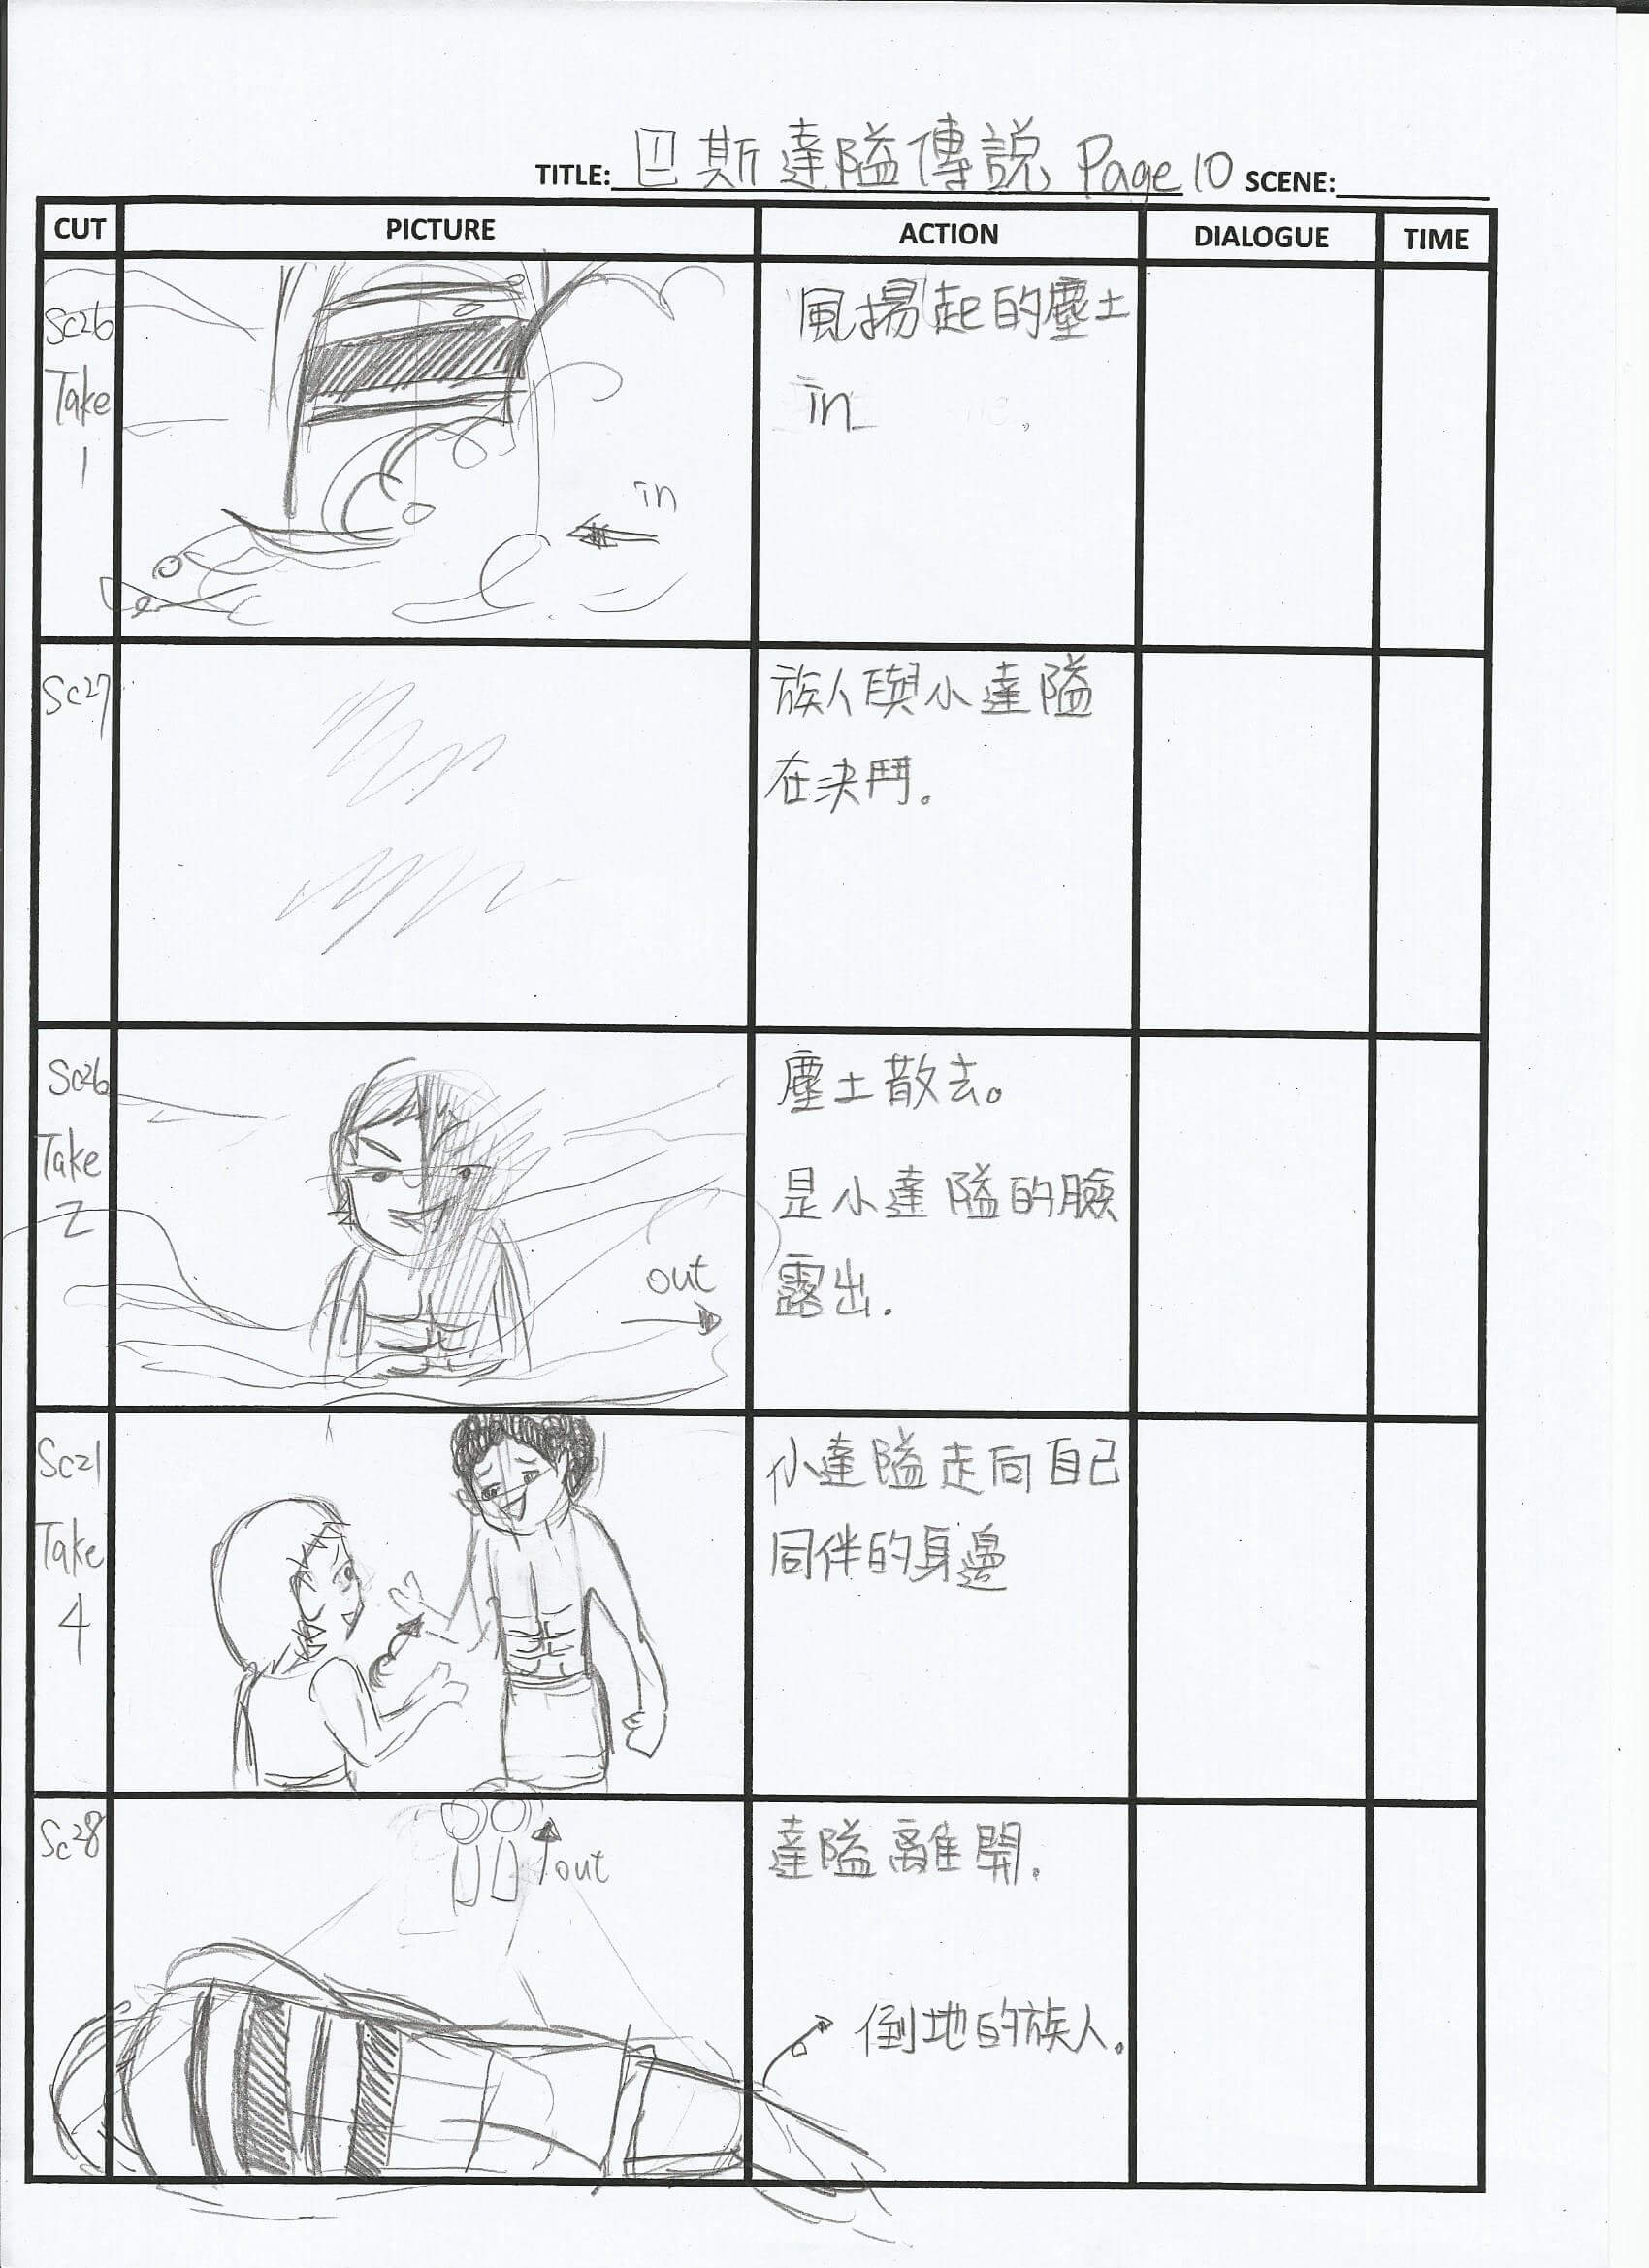 TITLE: 巴斯達隘傳說 Page 10 SCENE:
CUT PICTURE ACTION DIALOGUE TIME
Sc26
Take
1
in
風揚起的塵土
in
Sc27
族人與小達隘
在決鬥。
Sc26
Take
2
out
塵土散去。
是小達隘的臉
露出.
Sc21
Take
4
小達隘走向自己
同伴的身邊
Sc28
out
達隘離開.
倒地的族人.